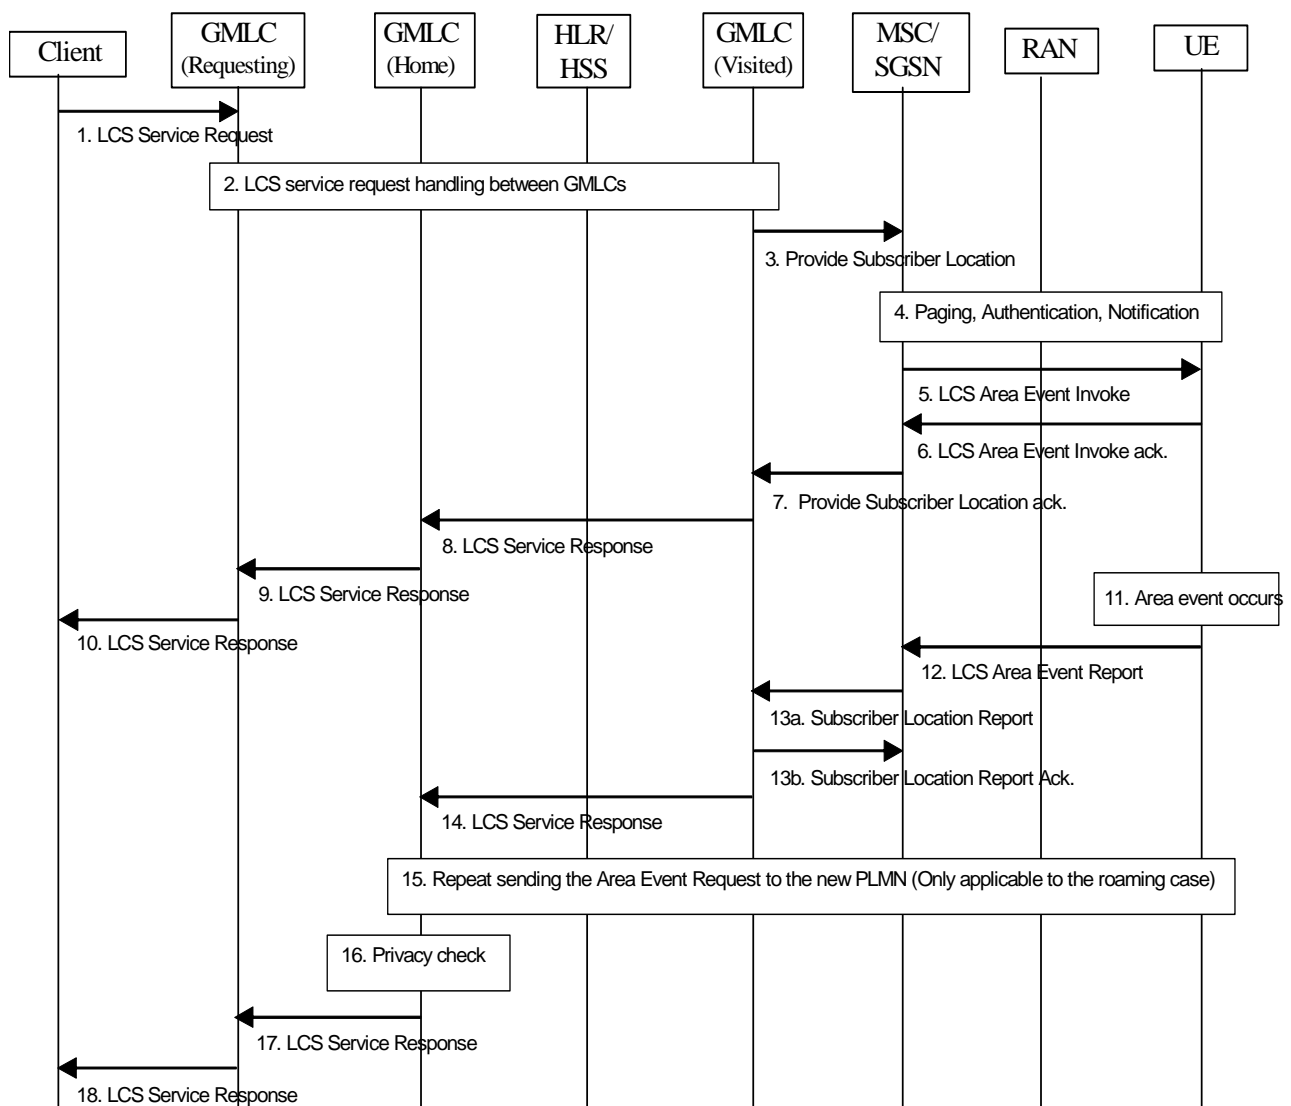 Client
GMLC
(Requesting)
GMLC
(Home)
HLR/
HSS
GMLC
(Visited)
MSC/
SGSN
RAN
UE
1. LCS Service Request
2. LCS service request handling between GMLCs
3. Provide Subscriber Location
4. Paging, Authentication, Notification
5. LCS Area Event Invoke
6. LCS Area Event Invoke ack.
7. Provide Subscriber Location ack.
8. LCS Service Response
9. LCS Service Response
10. LCS Service Response
11. Area event occurs
12. LCS Area Event Report
13a. Subscriber Location Report
13b. Subscriber Location Report Ack.
14. LCS Service Response
15. Repeat sending the Area Event Request to the new PLMN (Only applicable to the roaming case)
16. Privacy check
17. LCS Service Response
18. LCS Service Response